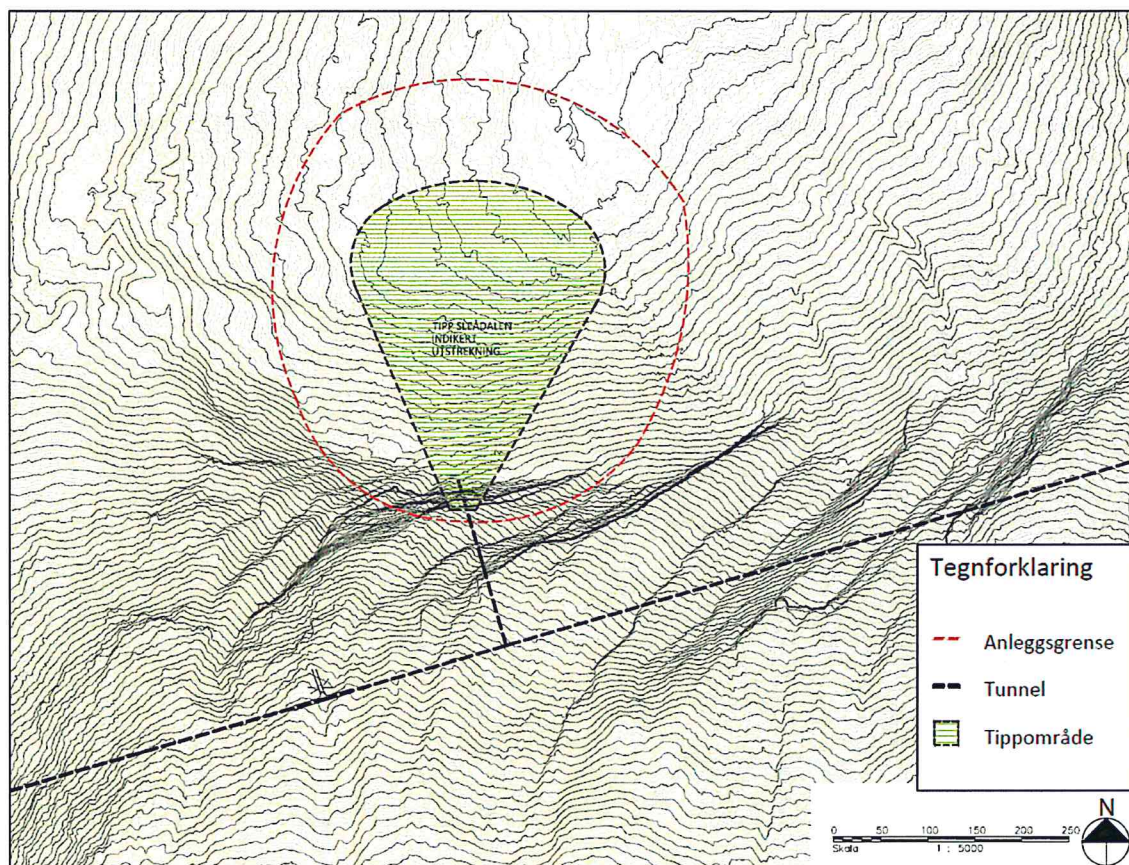 TIPP SLEÅDALEN
INDIKERT
UTSTREKNING
Tegnforklaring
Anleggsgrense
Tunnel
Tippområde
N
0 50 100 150 200 250
Skala 1 : 5000